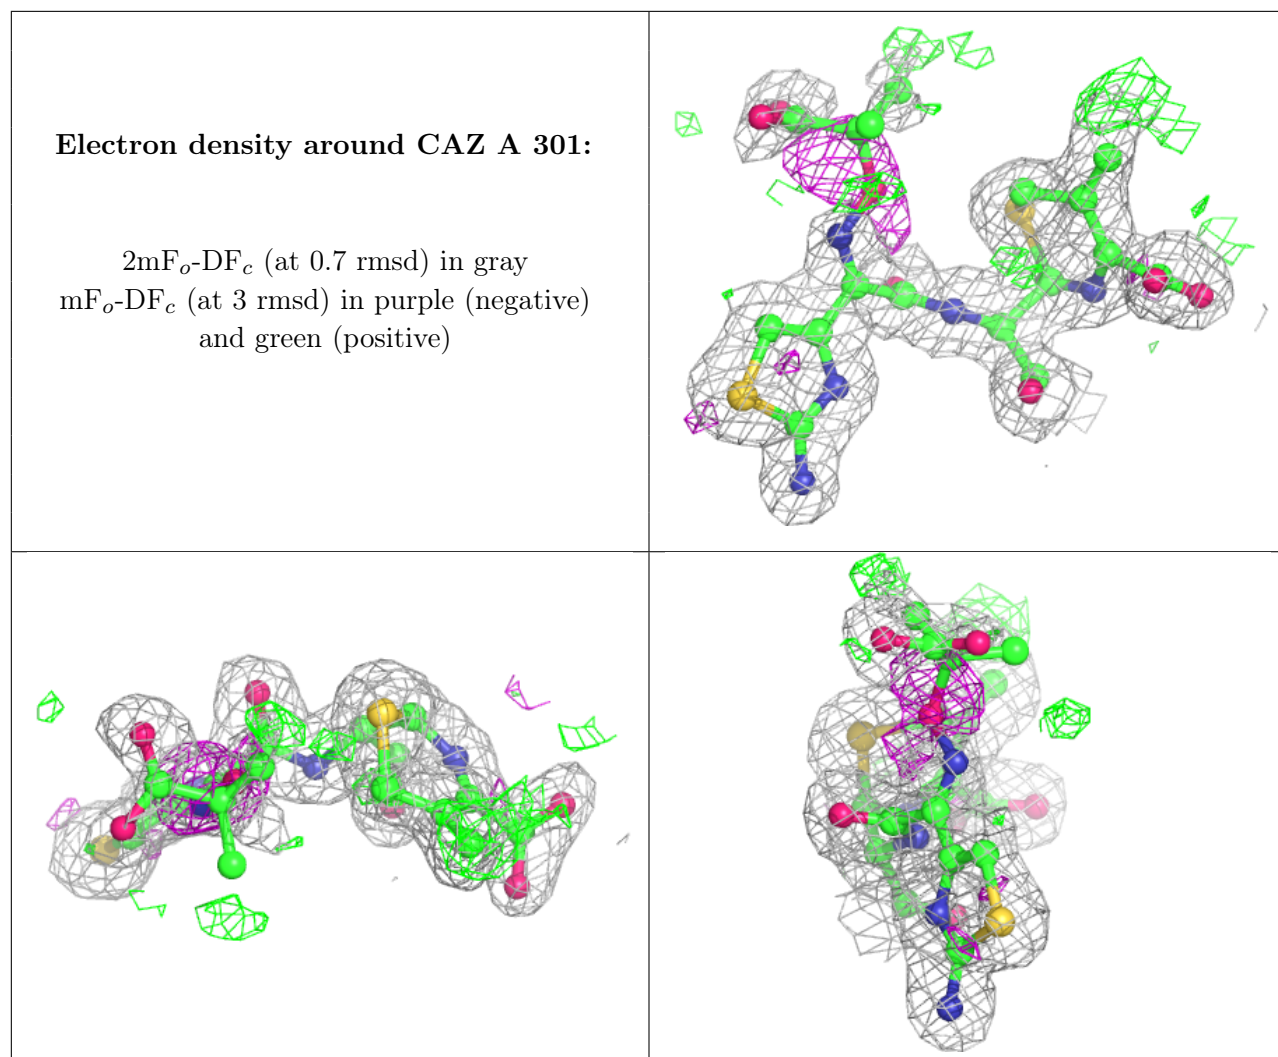 Electron density around CAZ A 301:
2mFo-DFc (at 0.7 rmsd) in gray
mFo-DFc (at 3 rmsd) in purple (negative)
and green (positive)